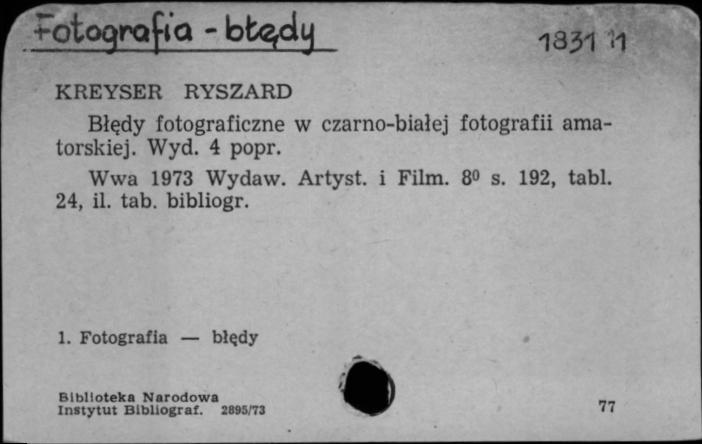 Fotografia - błędy
1831 11
KREYSER RYSZARD
Błędy fotograficzne w czarno-białej fotografii ama-
torskiej. Wyd. 4 popr.
Wwa 1973 Wydaw. Artyst. i Film. 8⁰ s. 192, tabl.
24, il. tab. bibliogr.
1. Fotografia — błędy
Biblioteka Narodowa
Instytut Bibliograf. 2895/73
77